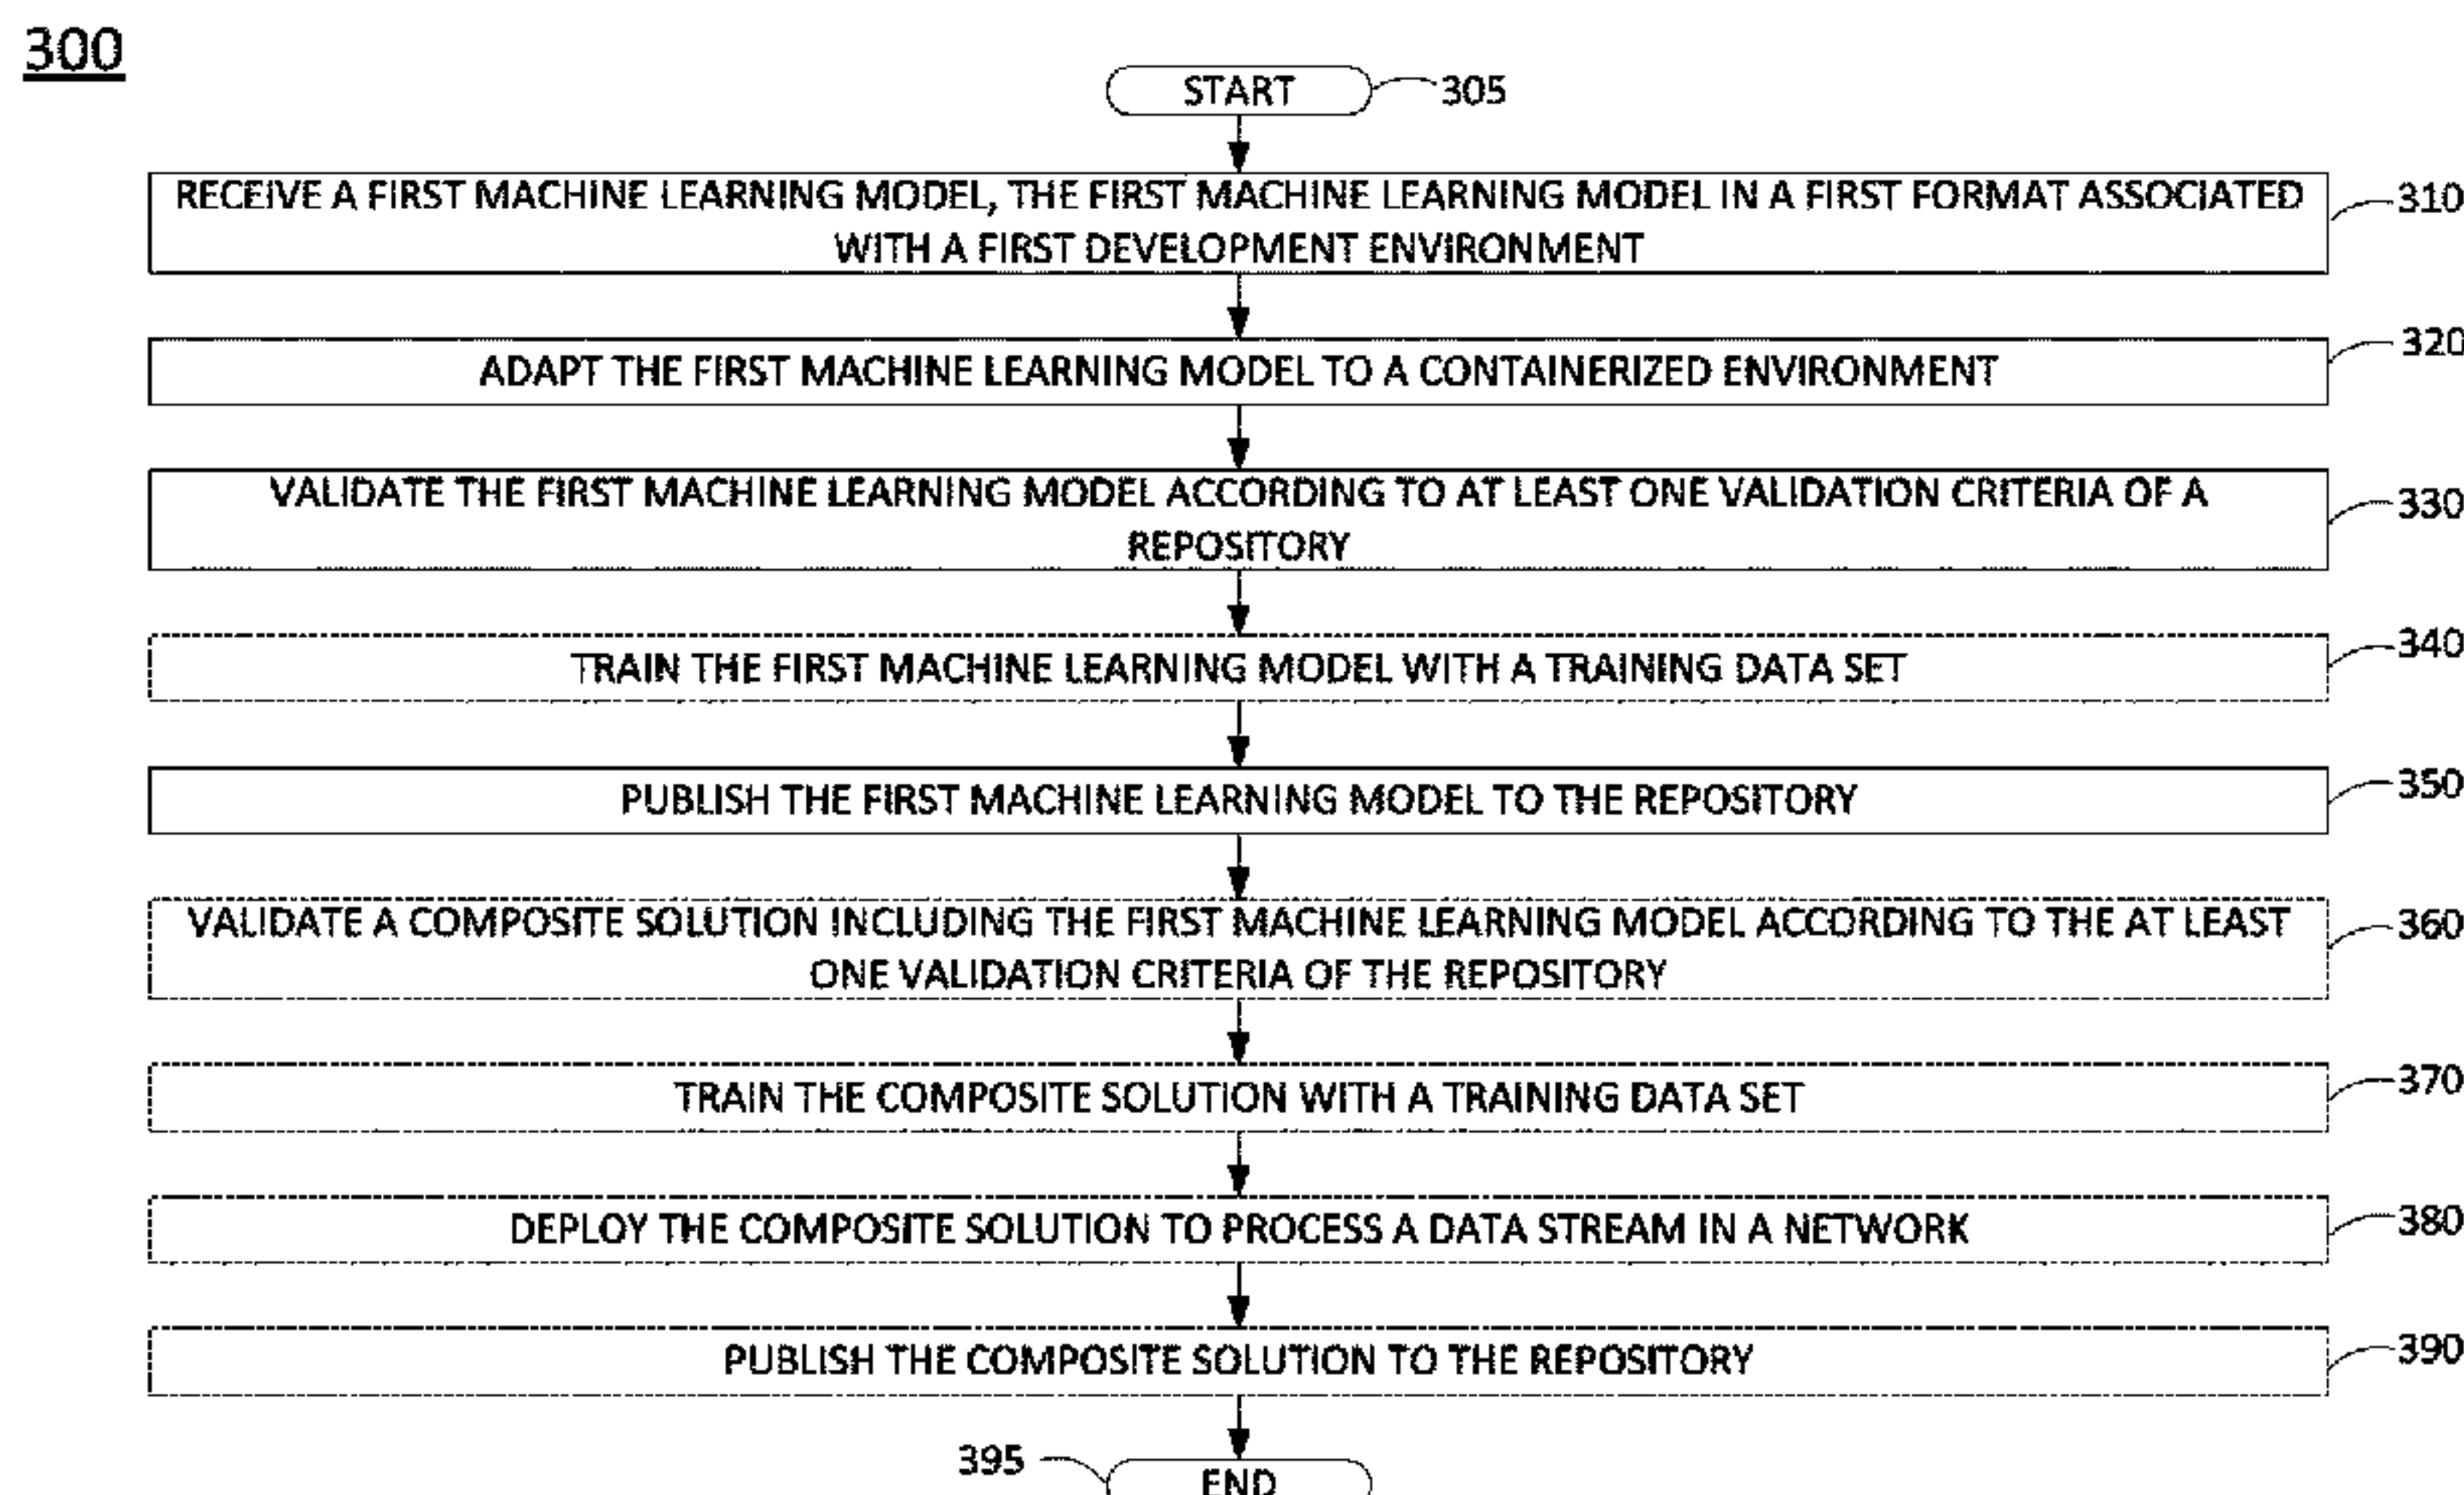 300
START
305
RECEIVE A FIRST MACHINE LEARNING MODEL, THE FIRST MACHINE LEARNING MODEL IN A FIRST FORMAT ASSOCIATED
WITH A FIRST DEVELOPMENT ENVIRONMENT
310
ADAPT THE FIRST MACHINE LEARNING MODEL TO A CONTAINERIZED ENVIRONMENT
320
VALIDATE THE FIRST MACHINE LEARNING MODEL ACCORDING TO AT LEAST ONE VALIDATION CRITERIA OF A
REPOSITORY
330
TRAIN THE FIRST MACHINE LEARNING MODEL WITH A TRAINING DATA SET
340
PUBLISH THE FIRST MACHINE LEARNING MODEL TO THE REPOSITORY
350
VALIDATE A COMPOSITE SOLUTION INCLUDING THE FIRST MACHINE LEARNING MODEL ACCORDING TO THE AT LEAST
ONE VALIDATION CRITERIA OF THE REPOSITORY
360
TRAIN THE COMPOSITE SOLUTION WITH A TRAINING DATA SET
370
DEPLOY THE COMPOSITE SOLUTION TO PROCESS A DATA STREAM IN A NETWORK
380
PUBLISH THE COMPOSITE SOLUTION TO THE REPOSITORY
390
395
END